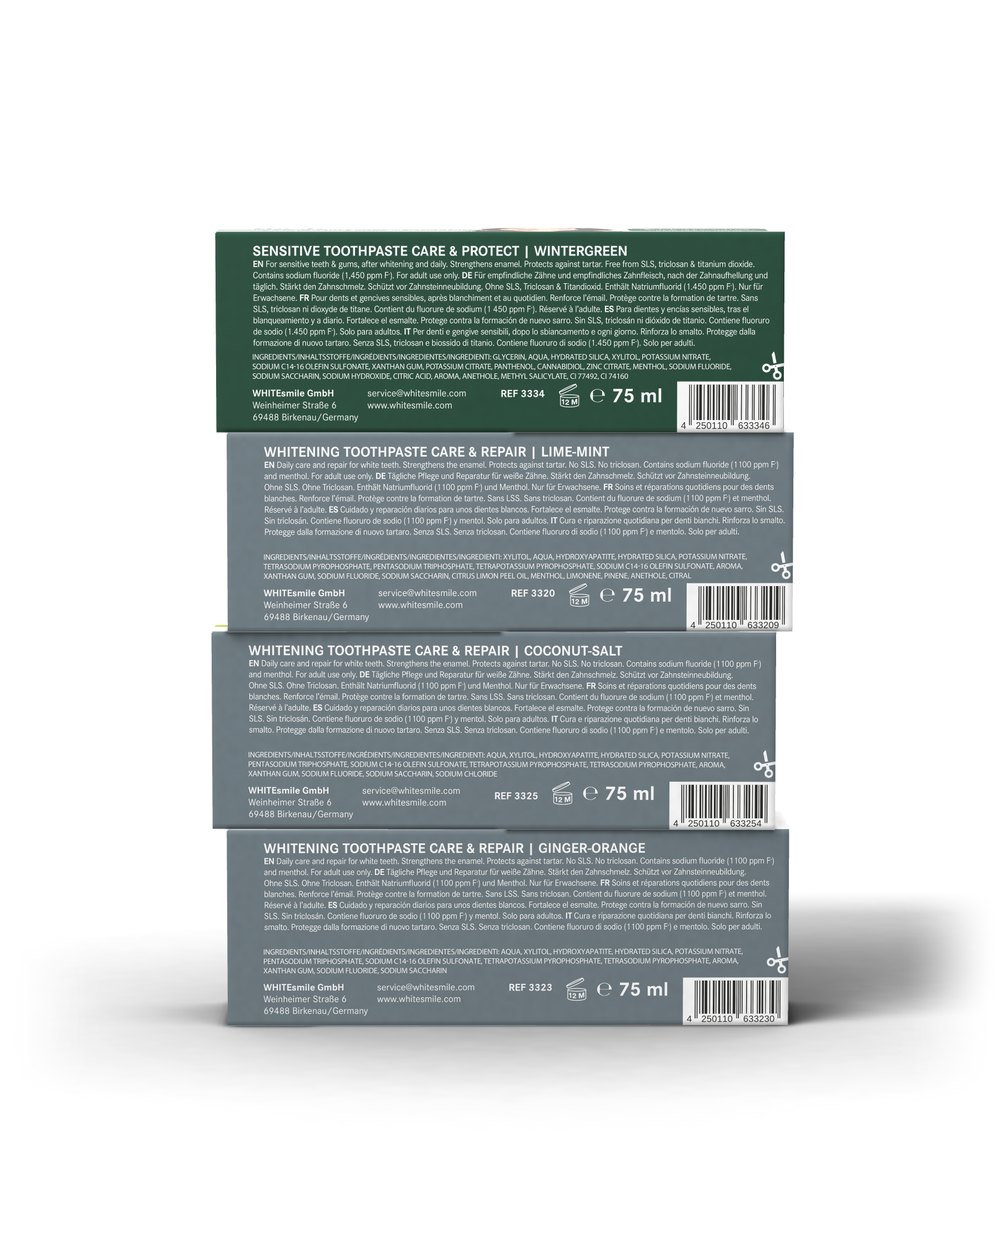 SENSITIVE TOOTHPASTE CARE & PROTECT | WINTERGREEN
EN For sensitive teeth & gums, after whitening and daily. Strengthens enamel. Protects against tartar. Free from SLS, triclosan & titanium dioxide.
Contains sodium fluoride (1,450 ppm F⁻). For adult use only. DE Für empfindliche Zähne und empfindliches Zahnfleisch, nach der Zahnaufhellung und
täglich. Stärkt den Zahnschmelz. Schützt vor Zahnsteinneubildung. Ohne SLS, Triclosan & Titandioxid. Enthält Natriumfluorid (1.450 ppm F⁻). Nur für
Erwachsene. FR Pour dents et gencives sensibles, après blanchiment et au quotidien. Renforce l'émail. Protège contre la formation de tartre. Sans
SLS, triclosan ni dioxyde de titane. Contient du fluorure de sodium (1 450 ppm F⁻). Réservé à l'adulte. ES Para dientes y encías sensibles, tras el
blanqueamiento y a diario. Fortalece el esmalte. Protege contra la formación de nuevo sarro. Sin SLS, triclosán ni dióxido de titanio. Contiene fluoruro
de sodio (1.450 ppm F⁻). Solo para adultos. IT Per denti e gengive sensibili, dopo lo sbiancamento e ogni giorno. Rinforza lo smalto. Protegge dalla
formazione di nuovo tartaro. Senza SLS, triclosan e biossido di titanio. Contiene fluoruro di sodio (1.450 ppm F⁻). Solo per adulti.
INGREDIENTS/INHALTSSTOFFE/INGRÉDIENTS/INGREDIENTES/INGREDIENTI: GLYCERIN, AQUA, HYDRATED SILICA, XYLITOL, POTASSIUM NITRATE,
SODIUM C14-16 OLEFIN SULFONATE, XANTHAN GUM, POTASSIUM CITRATE, PANTHENOL, CANNABIDIOL, ZINC CITRATE, MENTHOL, SODIUM FLUORIDE,
SODIUM SACCHARIN, SODIUM HYDROXIDE, CITRIC ACID, AROMA, ANETHOLE, METHYL SALICYLATE, CI 77492, CI 74160
WHITEsmile GmbH service@whitesmile.com REF 3334 12 M ℮ 75 ml
Weinheimer Straße 6 www.whitesmile.com
69488 Birkenau/Germany
4 250110 633346
WHITENING TOOTHPASTE CARE & REPAIR | LIME-MINT
EN Daily care and repair for white teeth. Strengthens the enamel. Protects against tartar. No SLS. No triclosan. Contains sodium fluoride (1100 ppm F⁻)
and menthol. For adult use only. DE Tägliche Pflege und Reparatur für weiße Zähne. Stärkt den Zahnschmelz. Schützt vor Zahnsteinneubildung.
Ohne SLS. Ohne Triclosan. Enthält Natriumfluorid (1100 ppm F⁻) und Menthol. Nur für Erwachsene. FR Soins et réparations quotidiens pour des dents
blanches. Renforce l'émail. Protège contre la formation de tartre. Sans LSS. Sans triclosan. Contient du fluorure de sodium (1100 ppm F⁻) et menthol.
Réservé à l'adulte. ES Cuidado y reparación diarios para unos dientes blancos. Fortalece el esmalte. Protege contra la formación de nuevo sarro. Sin SLS.
Sin triclosán. Contiene fluoruro de sodio (1100 ppm F⁻) y mentol. Solo para adultos. IT Cura e riparazione quotidiana per denti bianchi. Rinforza lo smalto.
Protegge dalla formazione di nuovo tartaro. Senza SLS. Senza triclosan. Contiene fluoruro di sodio (1100 ppm F⁻) e mentolo. Solo per adulti.
INGREDIENTS/INHALTSSTOFFE/INGRÉDIENTS/INGREDIENTES/INGREDIENTI: XYLITOL, AQUA, HYDROXYAPATITE, HYDRATED SILICA, POTASSIUM NITRATE,
TETRASODIUM PYROPHOSPHATE, PENTASODIUM TRIPHOSPHATE, TETRAPOTASSIUM PYROPHOSPHATE, SODIUM C14-16 OLEFIN SULFONATE, AROMA,
XANTHAN GUM, SODIUM FLUORIDE, SODIUM SACCHARIN, CITRUS LIMON PEEL OIL, MENTHOL, LIMONENE, PINENE, ANETHOLE, CITRAL
WHITEsmile GmbH service@whitesmile.com REF 3320 12 M ℮ 75 ml
Weinheimer Straße 6 www.whitesmile.com
69488 Birkenau/Germany
4 250110 633209
WHITENING TOOTHPASTE CARE & REPAIR | COCONUT-SALT
EN Daily care and repair for white teeth. Strengthens the enamel. Protects against tartar. No SLS. No triclosan. Contains sodium fluoride (1100 ppm F⁻)
and menthol. For adult use only. DE Tägliche Pflege und Reparatur für weiße Zähne. Stärkt den Zahnschmelz. Schützt vor Zahnsteinneubildung.
Ohne SLS. Ohne Triclosan. Enthält Natriumfluorid (1100 ppm F⁻) und Menthol. Nur für Erwachsene. FR Soins et réparations quotidiens pour des dents
blanches. Renforce l'émail. Protège contre la formation de tartre. Sans LSS. Sans triclosan. Contient du fluorure de sodium (1100 ppm F⁻) et menthol.
Réservé à l'adulte. ES Cuidado y reparación diarios para unos dientes blancos. Fortalece el esmalte. Protege contra la formación de nuevo sarro. Sin
SLS. Sin triclosán. Contiene fluoruro de sodio (1100 ppm F⁻) y mentol. Solo para adultos. IT Cura e riparazione quotidiana per denti bianchi. Rinforza lo
smalto. Protegge dalla formazione di nuovo tartaro. Senza SLS. Senza triclosan. Contiene fluoruro di sodio (1100 ppm F⁻) e mentolo. Solo per adulti.
INGREDIENTS/INHALTSSTOFFE/INGRÉDIENTS/INGREDIENTES/INGREDIENTI: AQUA, XYLITOL, HYDROXYAPATITE, HYDRATED SILICA, POTASSIUM NITRATE,
PENTASODIUM TRIPHOSPHATE, SODIUM C14-16 OLEFIN SULFONATE, TETRAPOTASSIUM PYROPHOSPHATE, TETRASODIUM PYROPHOSPHATE, AROMA,
XANTHAN GUM, SODIUM FLUORIDE, SODIUM SACCHARIN, SODIUM CHLORIDE
WHITEsmile GmbH service@whitesmile.com REF 3325 12 M ℮ 75 ml
Weinheimer Straße 6 www.whitesmile.com
69488 Birkenau/Germany
4 250110 633254
WHITENING TOOTHPASTE CARE & REPAIR | GINGER-ORANGE
EN Daily care and repair for white teeth. Strengthens the enamel. Protects against tartar. No SLS. No triclosan. Contains sodium fluoride (1100 ppm F⁻)
and menthol. For adult use only. DE Tägliche Pflege und Reparatur für weiße Zähne. Stärkt den Zahnschmelz. Schützt vor Zahnsteinneubildung.
Ohne SLS. Ohne Triclosan. Enthält Natriumfluorid (1100 ppm F⁻) und Menthol. Nur für Erwachsene. FR Soins et réparations quotidiens pour des dents
blanches. Renforce l'émail. Protège contre la formation de tartre. Sans LSS. Sans triclosan. Contient du fluorure de sodium (1100 ppm F⁻) et menthol.
Réservé à l'adulte. ES Cuidado y reparación diarios para unos dientes blancos. Fortalece el esmalte. Protege contra la formación de nuevo sarro. Sin
SLS. Sin triclosán. Contiene fluoruro de sodio (1100 ppm F⁻) y mentol. Solo para adultos. IT Cura e riparazione quotidiana per denti bianchi. Rinforza lo
smalto. Protegge dalla formazione di nuovo tartaro. Senza SLS. Senza triclosan. Contiene fluoruro di sodio (1100 ppm F⁻) e mentolo. Solo per adulti.
INGREDIENTS/INHALTSSTOFFE/INGRÉDIENTS/INGREDIENTES/INGREDIENTI: AQUA, XYLITOL, HYDROXYAPATITE, HYDRATED SILICA, POTASSIUM NITRATE,
PENTASODIUM TRIPHOSPHATE, SODIUM C14-16 OLEFIN SULFONATE, TETRAPOTASSIUM PYROPHOSPHATE, TETRASODIUM PYROPHOSPHATE, AROMA,
XANTHAN GUM, SODIUM FLUORIDE, SODIUM SACCHARIN
WHITEsmile GmbH service@whitesmile.com REF 3323 12 M ℮ 75 ml
Weinheimer Straße 6 www.whitesmile.com
69488 Birkenau/Germany
4 250110 633230